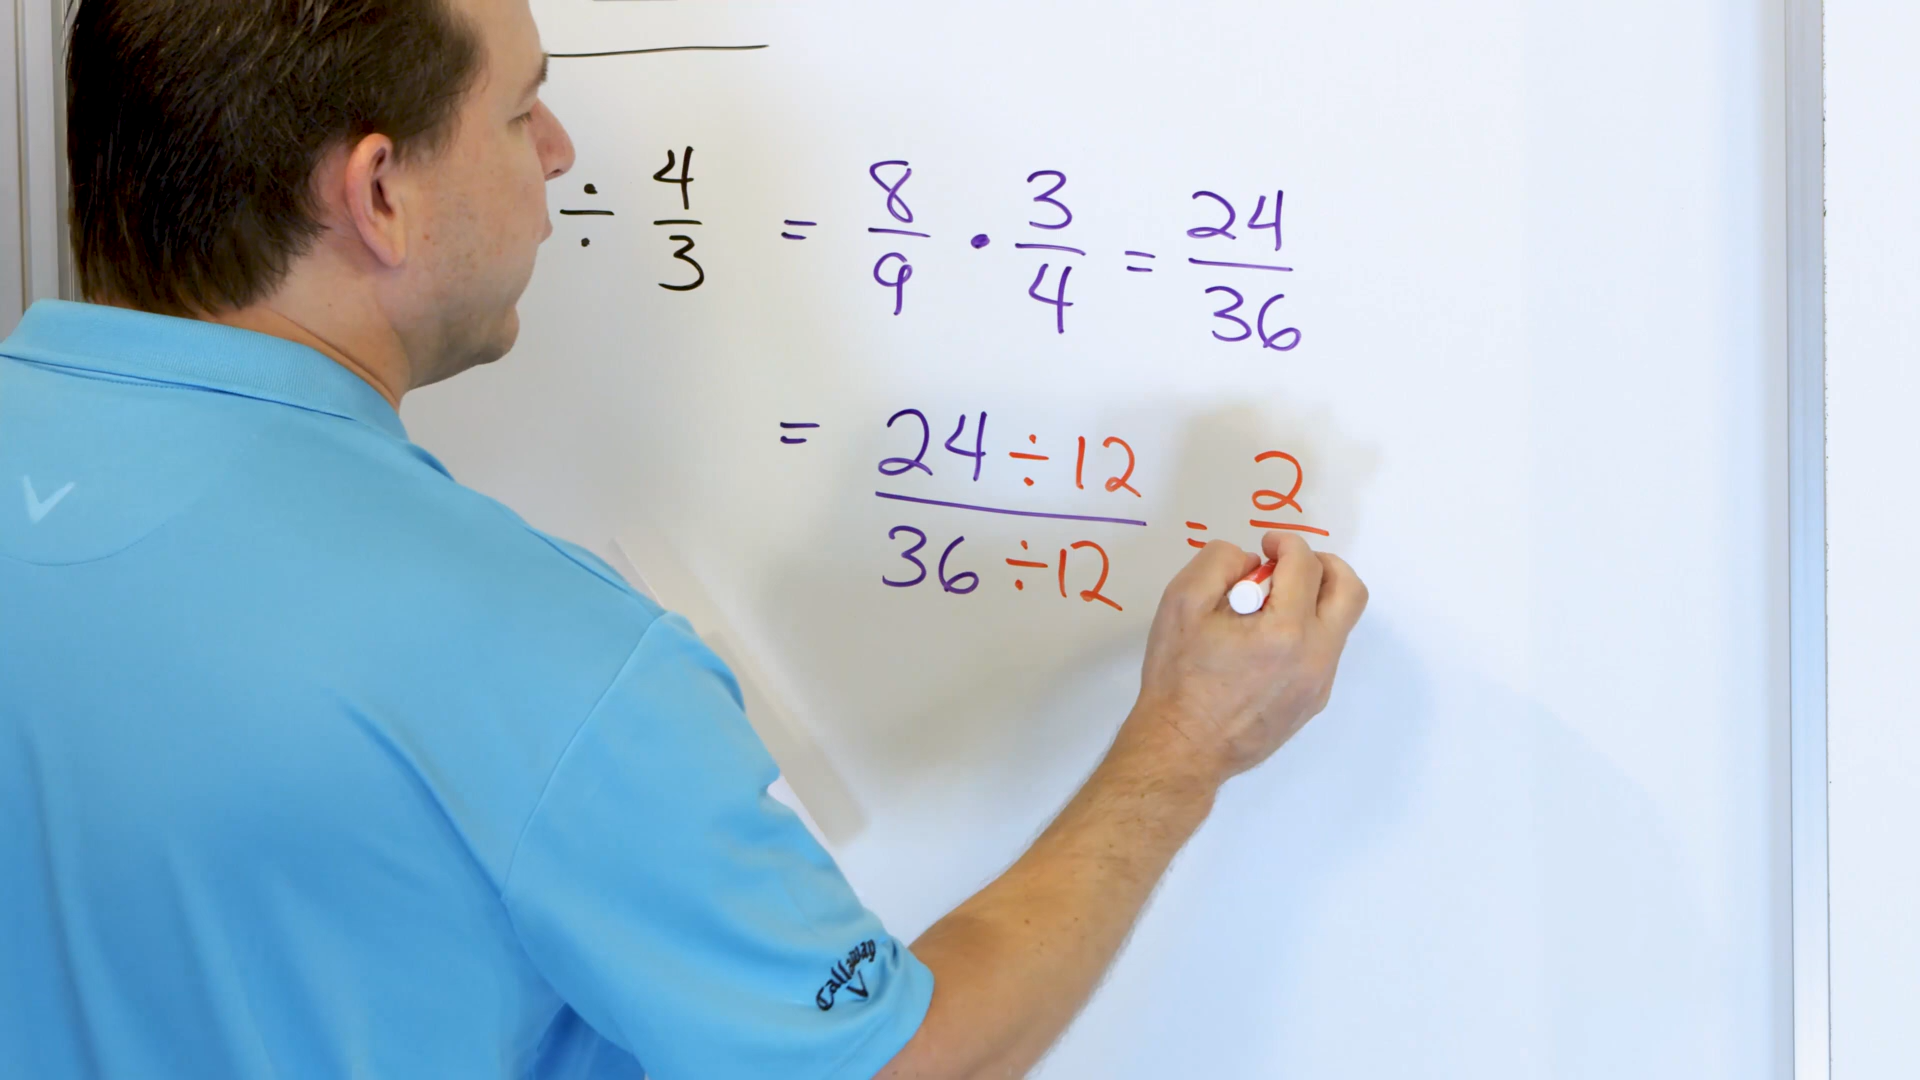 ÷ 4/3 = 8/9 · 3/4 = 24/36
= 24 ÷ 12 / 36 ÷ 12 = 2/
Callaway